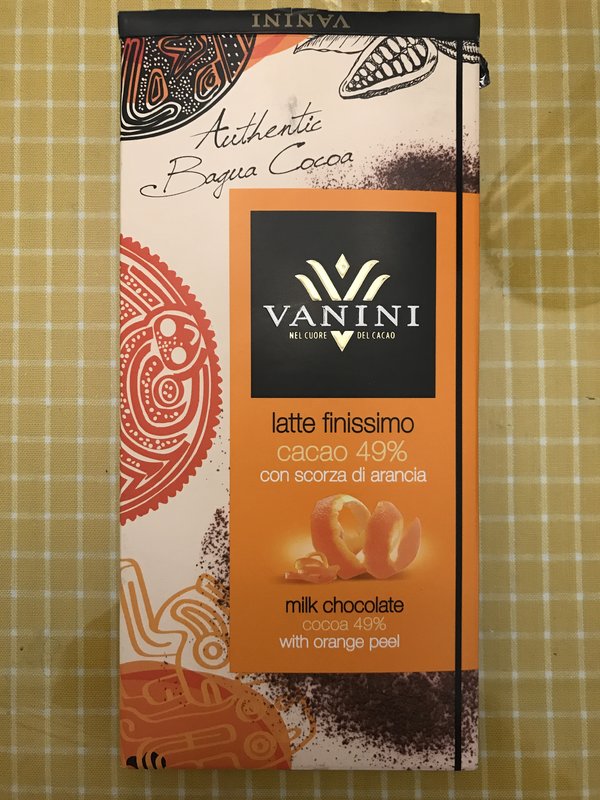 VANINI
Authentic
Bagua Cocoa
VANINI
NEL CUORE DEL CACAO
latte finissimo
cacao 49%
con scorza di arancia
milk chocolate
cocoa 49%
with orange peel